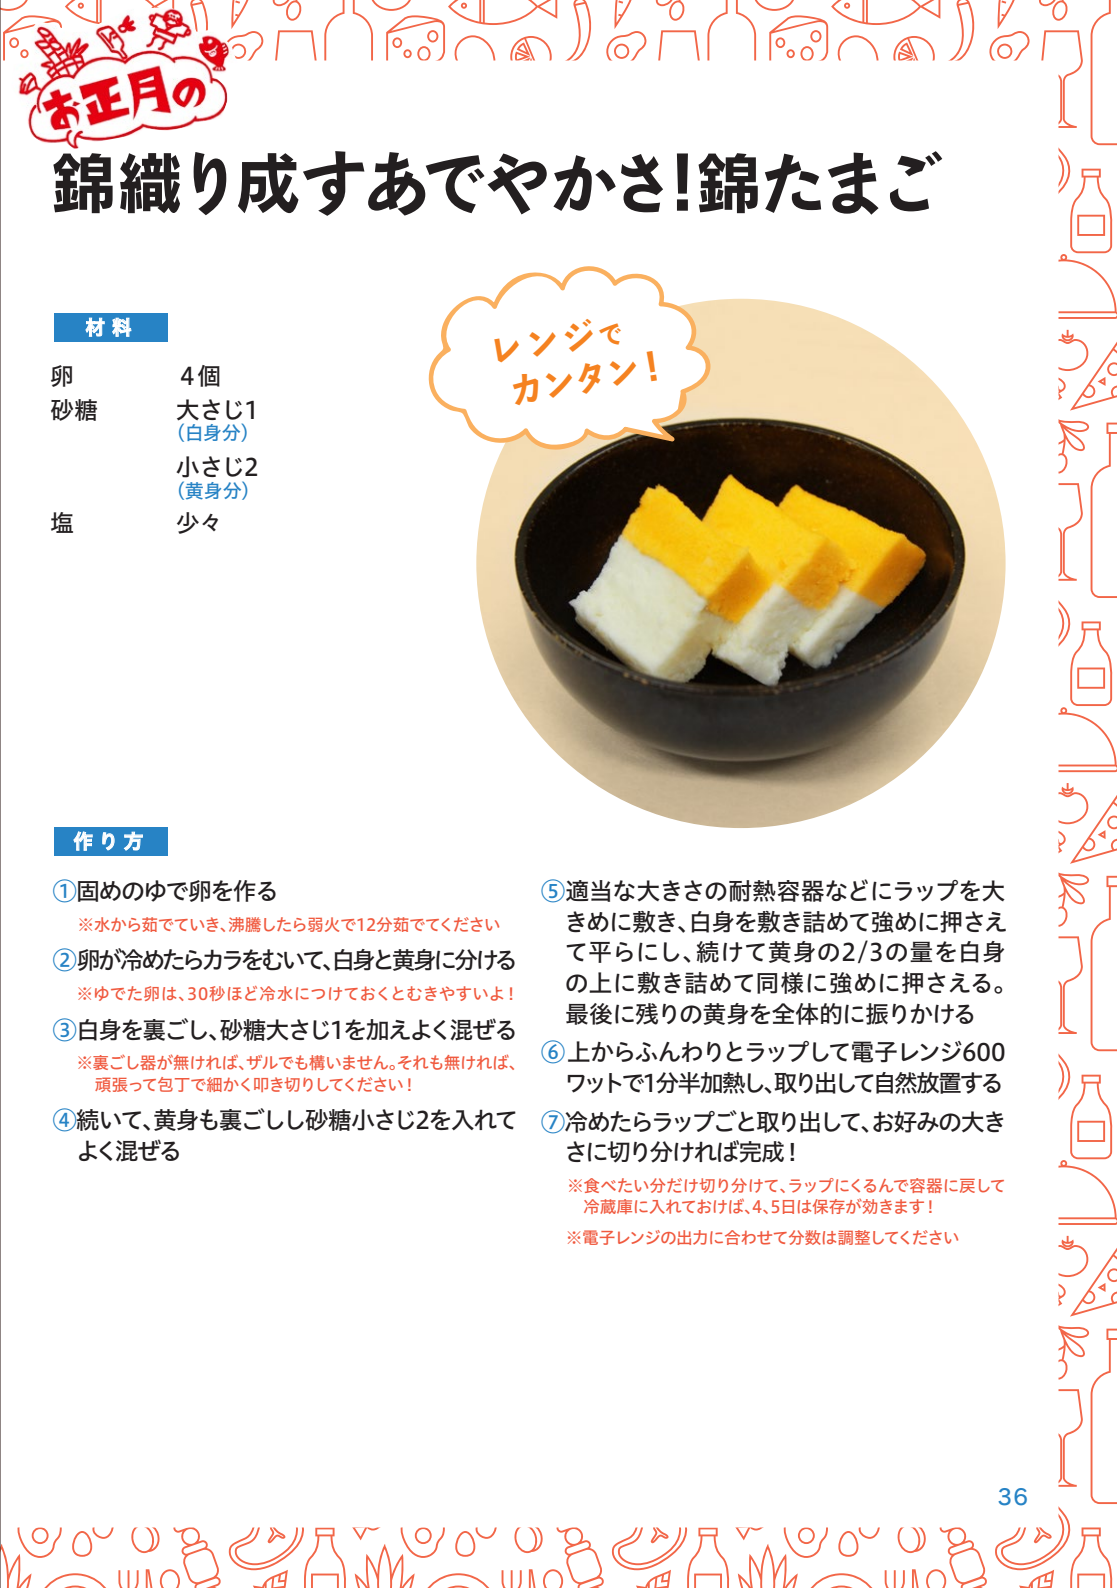 お正月の
錦織り成すあでやかさ!錦たまご
レンジで
カンタン!
材料
卵 4個
砂糖 大さじ1
(白身分)
小さじ2
(黄身分)
塩 少々
作り方
①固めのゆで卵を作る
※水から茹でていき、沸騰したら弱火で12分茹でてください
②卵が冷めたらカラをむいて、白身と黄身に分ける
※ゆでた卵は、30秒ほど冷水につけておくとむきやすいよ!
③白身を裏ごし、砂糖大さじ1を加えよく混ぜる
※裏ごし器が無ければ、ザルでも構いません。それも無ければ、
頑張って包丁で細かく叩き切りしてください!
④続いて、黄身も裏ごしし砂糖小さじ2を入れて
よく混ぜる
⑤適当な大きさの耐熱容器などにラップを大
きめに敷き、白身を敷き詰めて強めに押さえ
て平らにし、続けて黄身の2/3の量を白身
の上に敷き詰めて同様に強めに押さえる。
最後に残りの黄身を全体的に振りかける
⑥上からふんわりとラップして電子レンジ600
ワットで1分半加熱し、取り出して自然放置する
⑦冷めたらラップごと取り出して、お好みの大き
さに切り分ければ完成!
※食べたい分だけ切り分けて、ラップにくるんで容器に戻して
冷蔵庫に入れておけば、4、5日は保存が効きます!
※電子レンジの出力に合わせて分数は調整してください
36